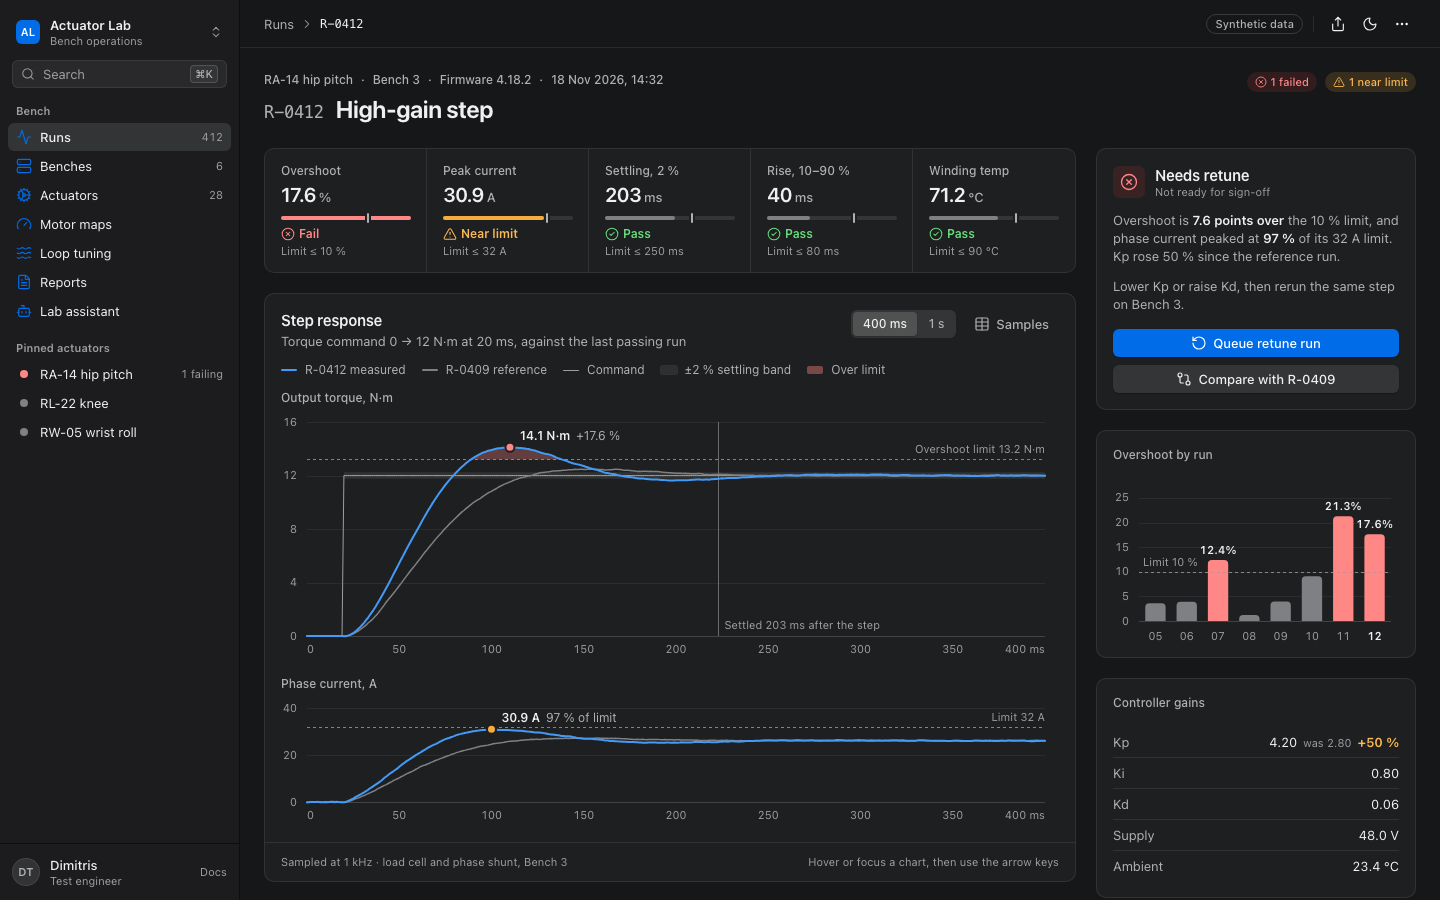 AL
Actuator Lab
Bench operations
Search
⌘K
Bench
Runs 412
Benches 6
Actuators 28
Motor maps
Loop tuning
Reports
Lab assistant
Pinned actuators
RA-14 hip pitch 1 failing
RL-22 knee
RW-05 wrist roll
DT
Dimitris
Test engineer
Docs
Runs > R-0412
Synthetic data
RA-14 hip pitch · Bench 3 · Firmware 4.18.2 · 18 Nov 2026, 14:32
R-0412 High-gain step
1 failed
1 near limit
Overshoot
17.6 %
Fail
Limit ≤ 10 %
Peak current
30.9 A
Near limit
Limit ≤ 32 A
Settling, 2 %
203 ms
Pass
Limit ≤ 250 ms
Rise, 10–90 %
40 ms
Pass
Limit ≤ 80 ms
Winding temp
71.2 °C
Pass
Limit ≤ 90 °C
Step response
Torque command 0 → 12 N·m at 20 ms, against the last passing run
400 ms 1 s
Samples
R-0412 measured R-0409 reference Command ±2 % settling band Over limit
Output torque, N·m
16
12
8
4
0
14.1 N·m +17.6 %
Overshoot limit 13.2 N·m
Settled 203 ms after the step
0 50 100 150 200 250 300 350 400 ms
Phase current, A
40
20
0
30.9 A 97 % of limit
Limit 32 A
0 50 100 150 200 250 300 350 400 ms
Sampled at 1 kHz · load cell and phase shunt, Bench 3
Hover or focus a chart, then use the arrow keys
Needs retune
Not ready for sign-off
Overshoot is 7.6 points over the 10 % limit, and
phase current peaked at 97 % of its 32 A limit.
Kp rose 50 % since the reference run.
Lower Kp or raise Kd, then rerun the same step
on Bench 3.
Queue retune run
Compare with R-0409
Overshoot by run
25
20
15
10
5
0
Limit 10 %
12.4%
21.3%
17.6%
05 06 07 08 09 10 11 12
Controller gains
Kp 4.20 was 2.80 +50 %
Ki 0.80
Kd 0.06
Supply 48.0 V
Ambient 23.4 °C